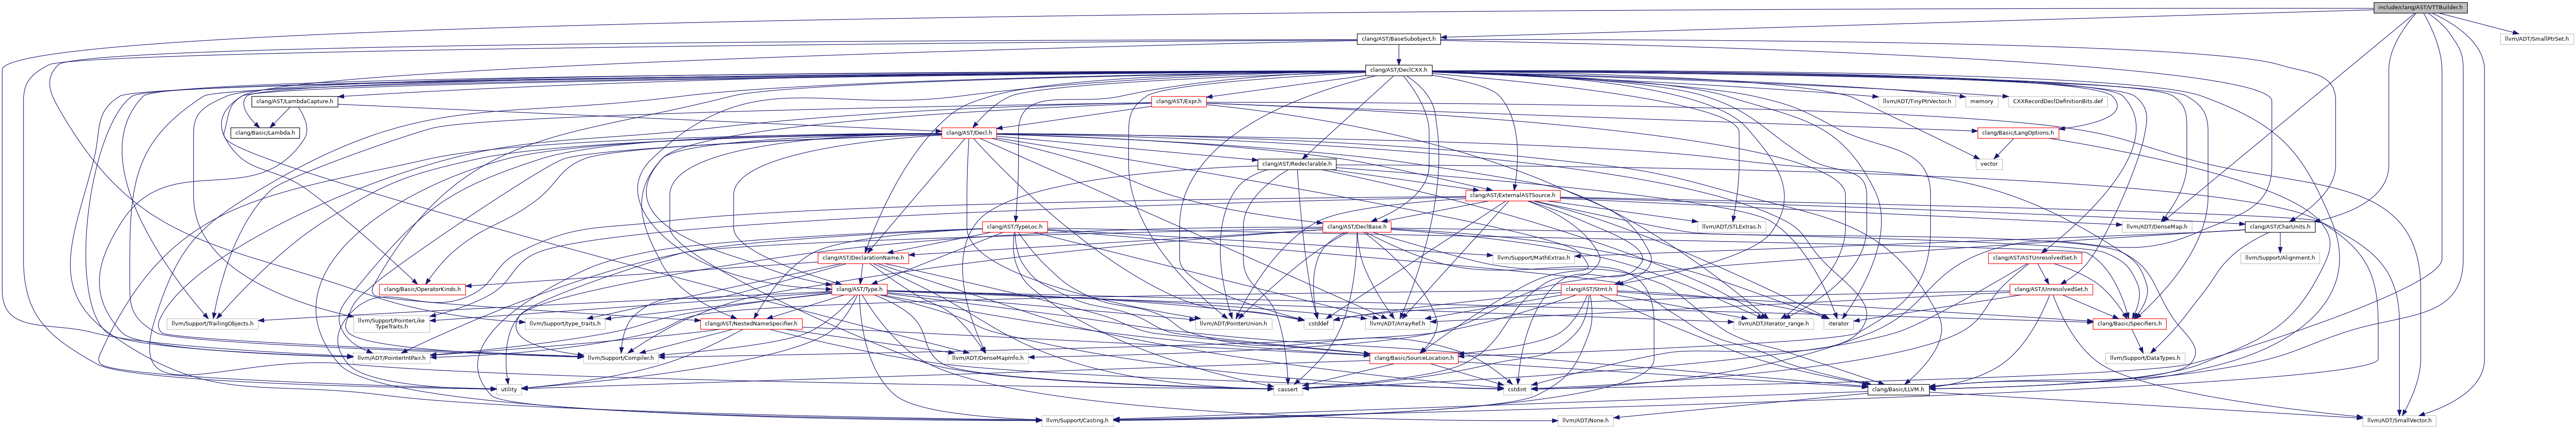 include/clang/AST/VTTBuilder.h
clang/AST/BaseSubobject.h
llvm/ADT/SmallPtrSet.h
clang/AST/DeclCXX.h
clang/AST/LambdaCapture.h
clang/AST/Expr.h
llvm/ADT/TinyPtrVector.h
memory
CXXRecordDeclDefinitionBits.def
clang/Basic/Lambda.h
clang/AST/Decl.h
clang/Basic/LangOptions.h
clang/AST/Redeclarable.h
vector
clang/AST/ExternalASTSource.h
clang/AST/TypeLoc.h
clang/AST/DeclBase.h
llvm/ADT/STLExtras.h
llvm/ADT/DenseMap.h
clang/AST/CharUnits.h
clang/AST/DeclarationName.h
llvm/Support/MathExtras.h
clang/AST/ASTUnresolvedSet.h
llvm/Support/Alignment.h
clang/Basic/OperatorKinds.h
clang/AST/Type.h
clang/AST/Stmt.h
clang/AST/UnresolvedSet.h
llvm/Support/TrailingObjects.h
llvm/Support/PointerLike
TypeTraits.h
llvm/Support/type_traits.h
clang/AST/NestedNameSpecifier.h
llvm/ADT/PointerUnion.h
cstddef
llvm/ADT/ArrayRef.h
llvm/ADT/iterator_range.h
iterator
clang/Basic/Specifiers.h
llvm/ADT/PointerIntPair.h
llvm/Support/Compiler.h
llvm/ADT/DenseMapInfo.h
clang/Basic/SourceLocation.h
llvm/Support/DataTypes.h
utility
cassert
cstdint
clang/Basic/LLVM.h
llvm/Support/Casting.h
llvm/ADT/None.h
llvm/ADT/SmallVector.h